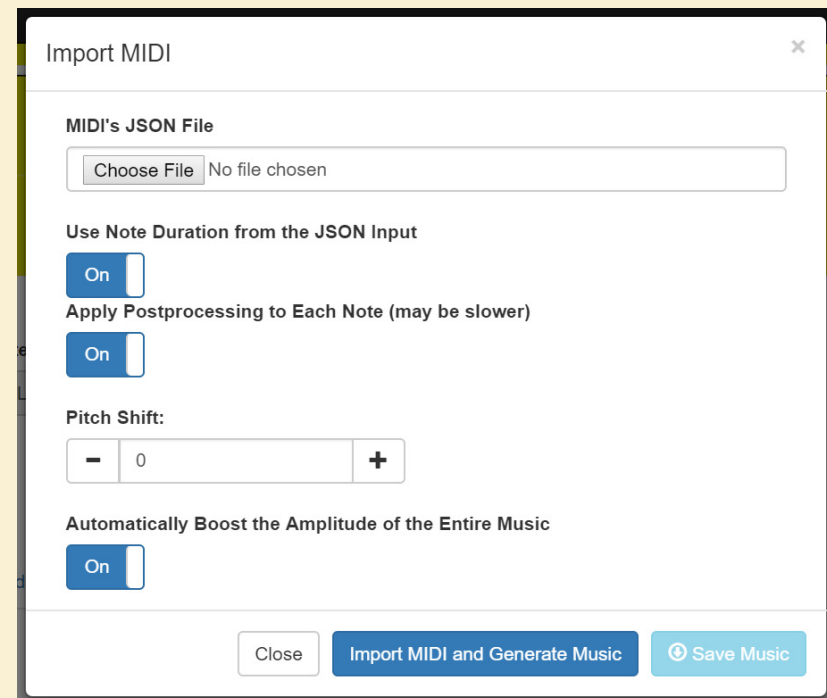 Import MIDI ×
MIDI's JSON File
Choose File No file chosen
Use Note Duration from the JSON Input
On
Apply Postprocessing to Each Note (may be slower)
On
Pitch Shift:
− 0 +
Automatically Boost the Amplitude of the Entire Music
On
Close Import MIDI and Generate Music Save Music